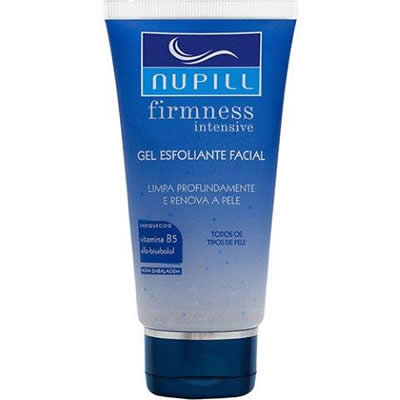 NUPILL
firmness
intensive
GEL ESFOLIANTE FACIAL
LIMPA PROFUNDAMENTE
E RENOVA A PELE
ENRIQUECIDO
vitamina B5
alfa-bisabolol
NOVA EMBALAGEM
TODOS OS
TIPOS DE PELE